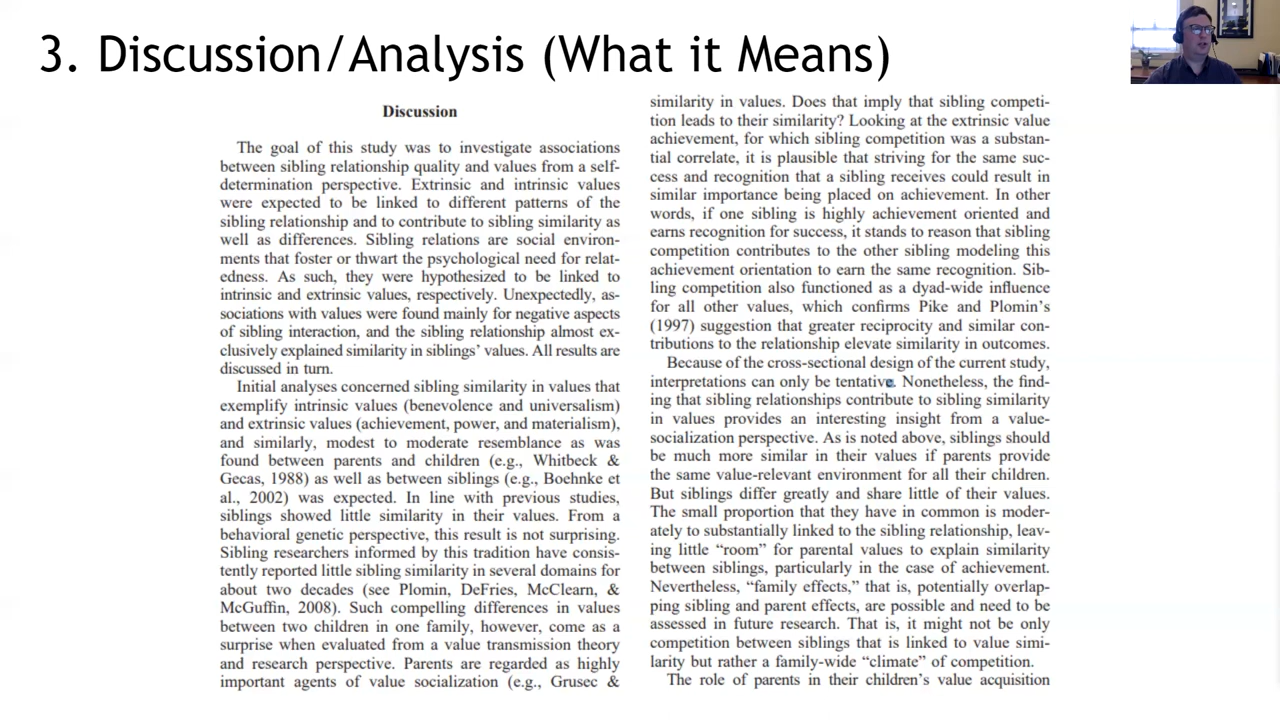 3. Discussion/Analysis (What it Means)
Discussion
The goal of this study was to investigate associations
between sibling relationship quality and values from a self-
determination perspective. Extrinsic and intrinsic values
were expected to be linked to different patterns of the
sibling relationship and to contribute to sibling similarity as
well as differences. Sibling relations are social environ-
ments that foster or thwart the psychological need for relat-
edness. As such, they were hypothesized to be linked to
intrinsic and extrinsic values, respectively. Unexpectedly, as-
sociations with values were found mainly for negative aspects
of sibling interaction, and the sibling relationship almost ex-
clusively explained similarity in siblings' values. All results are
discussed in turn.
Initial analyses concerned sibling similarity in values that
exemplify intrinsic values (benevolence and universalism)
and extrinsic values (achievement, power, and materialism),
and similarly, modest to moderate resemblance as was
found between parents and children (e.g., Whitbeck &
Gecas, 1988) as well as between siblings (e.g., Boehnke et
al., 2002) was expected. In line with previous studies,
siblings showed little similarity in their values. From a
behavioral genetic perspective, this result is not surprising.
Sibling researchers informed by this tradition have consis-
tently reported little sibling similarity in several domains for
about two decades (see Plomin, DeFries, McClearn, &
McGuffin, 2008). Such compelling differences in values
between two children in one family, however, come as a
surprise when evaluated from a value transmission theory
and research perspective. Parents are regarded as highly
important agents of value socialization (e.g., Grusec &
similarity in values. Does that imply that sibling competi-
tion leads to their similarity? Looking at the extrinsic value
achievement, for which sibling competition was a substan-
tial correlate, it is plausible that striving for the same suc-
cess and recognition that a sibling receives could result in
similar importance being placed on achievement. In other
words, if one sibling is highly achievement oriented and
earns recognition for success, it stands to reason that sibling
competition contributes to the other sibling modeling this
achievement orientation to earn the same recognition. Sib-
ling competition also functioned as a dyad-wide influence
for all other values, which confirms Pike and Plomin's
(1997) suggestion that greater reciprocity and similar con-
tributions to the relationship elevate similarity in outcomes.
Because of the cross-sectional design of the current study,
interpretations can only be tentative. Nonetheless, the find-
ing that sibling relationships contribute to sibling similarity
in values provides an interesting insight from a value-
socialization perspective. As is noted above, siblings should
be much more similar in their values if parents provide
the same value-relevant environment for all their children.
But siblings differ greatly and share little of their values.
The small proportion that they have in common is moder-
ately to substantially linked to the sibling relationship, leav-
ing little "room" for parental values to explain similarity
between siblings, particularly in the case of achievement.
Nevertheless, "family effects," that is, potentially overlap-
ping sibling and parent effects, are possible and need to be
assessed in future research. That is, it might not be only
competition between siblings that is linked to value simi-
larity but rather a family-wide "climate" of competition.
The role of parents in their children's value acquisition